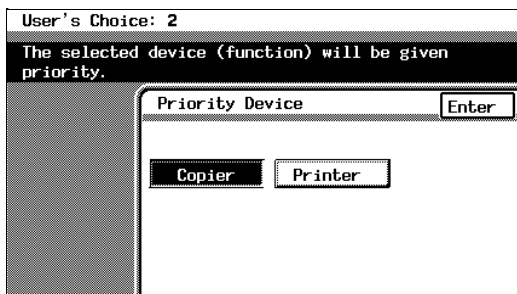 User's Choice: 2
The selected device (function) will be given
priority.
Priority Device
Enter
Copier
Printer